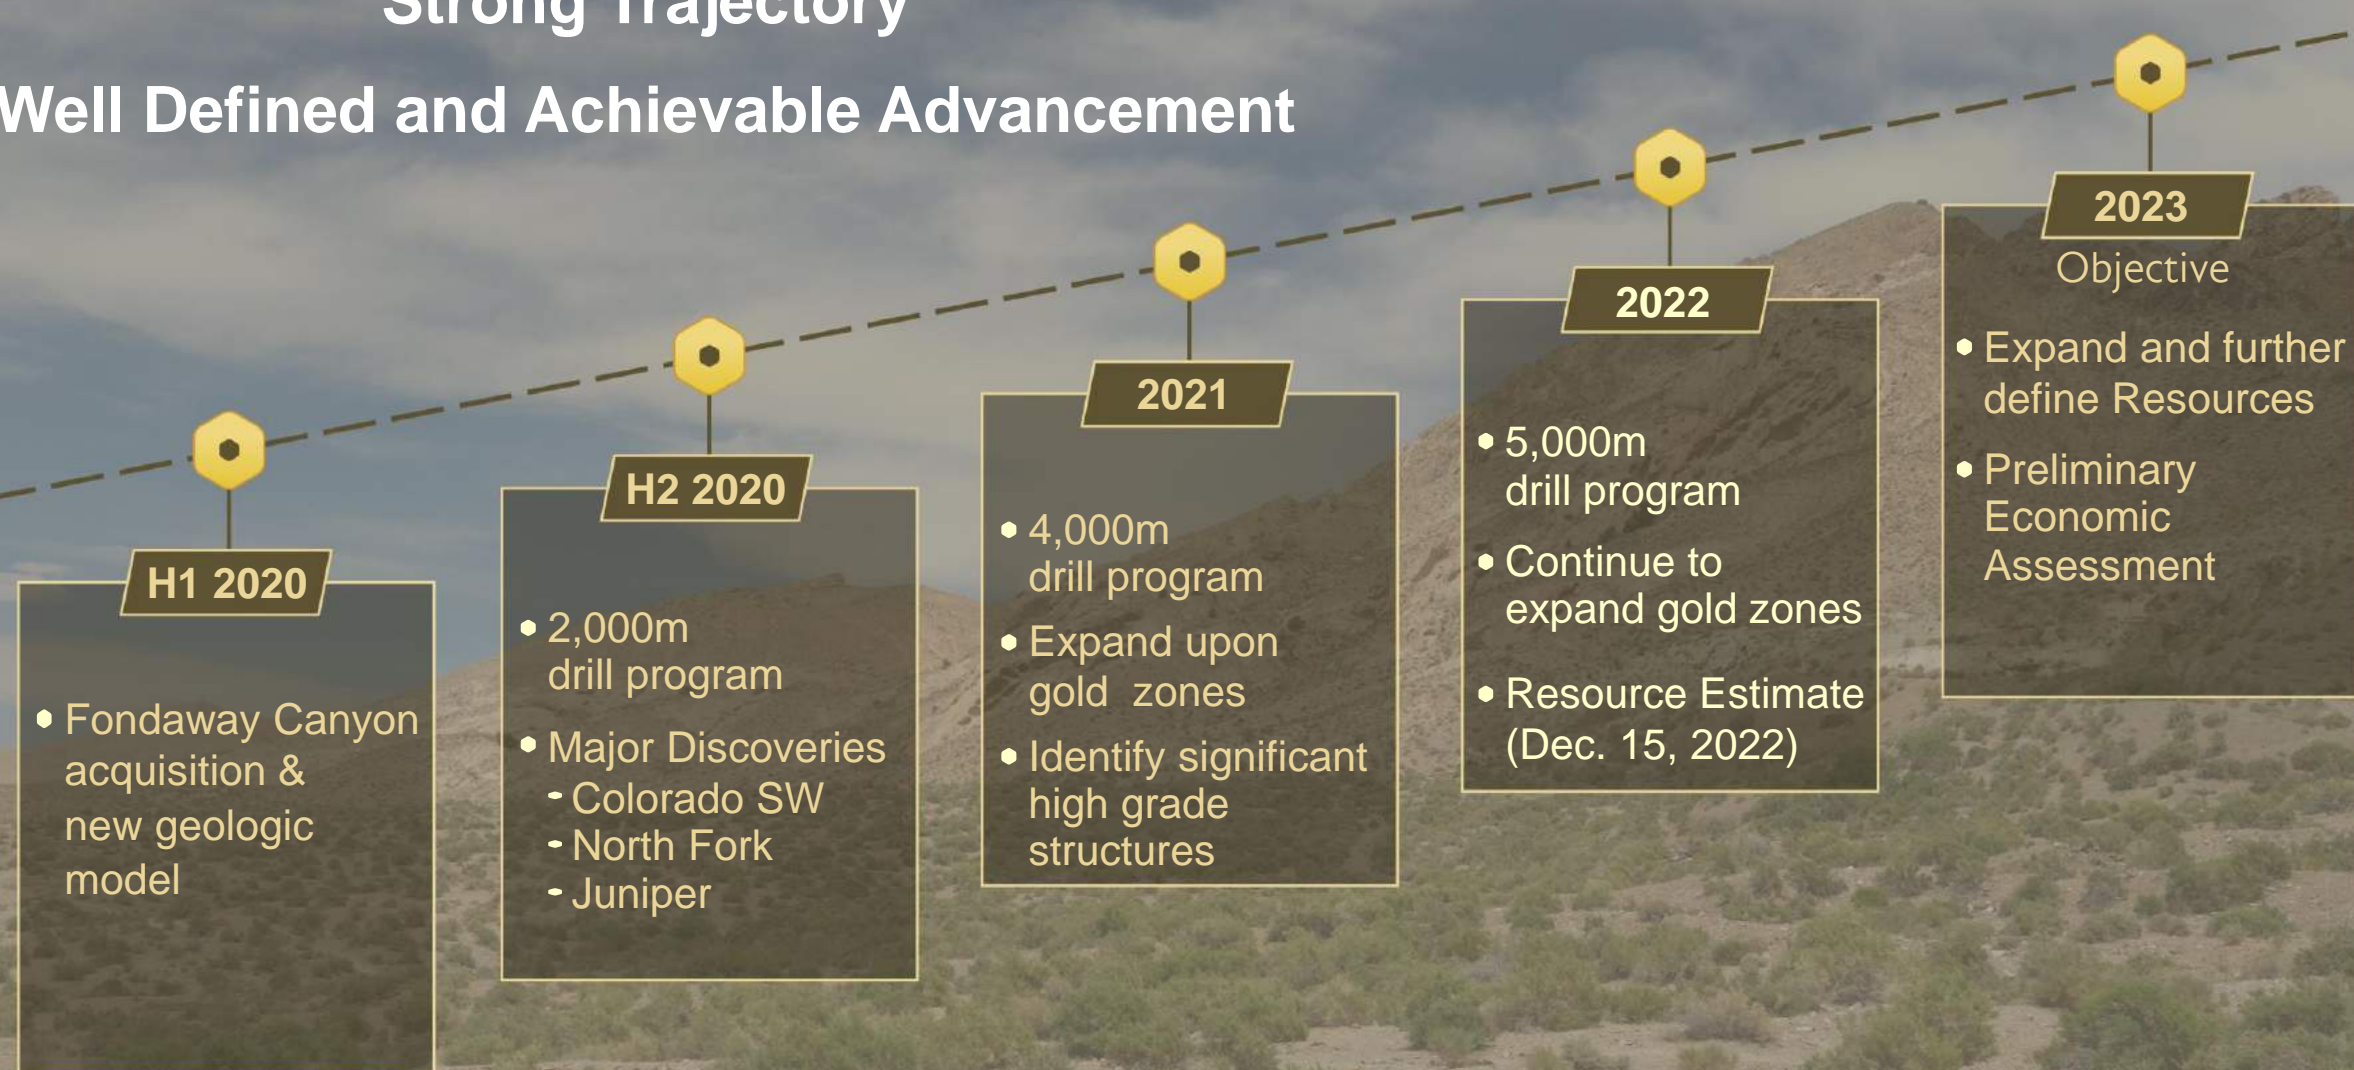 Strong Trajectory
Well Defined and Achievable Advancement
H1 2020
• Fondaway Canyon
acquisition &
new geologic
model
H2 2020
• 2,000m
drill program
• Major Discoveries
- Colorado SW
- North Fork
- Juniper
2021
• 4,000m
drill program
• Expand upon
gold zones
• Identify significant
high grade
structures
2022
• 5,000m
drill program
• Continue to
expand gold zones
• Resource Estimate
(Dec. 15, 2022)
2023
Objective
• Expand and further
define Resources
• Preliminary
Economic
Assessment